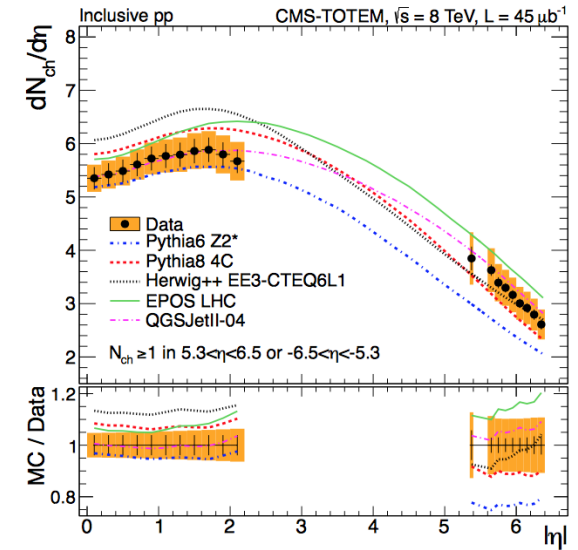 Inclusive pp
CMS-TOTEM, √s = 8 TeV, L = 45 μb⁻¹
dN_ch/dη
8
7
6
5
4
3
2
Data
Pythia6 Z2*
Pythia8 4C
Herwig++ EE3-CTEQ6L1
EPOS LHC
QGSJetII-04
N_ch ≥1 in 5.3<η<6.5 or -6.5<η<-5.3
MC / Data
1.2
1
0.8
0 1 2 3 4 5 6
|η|